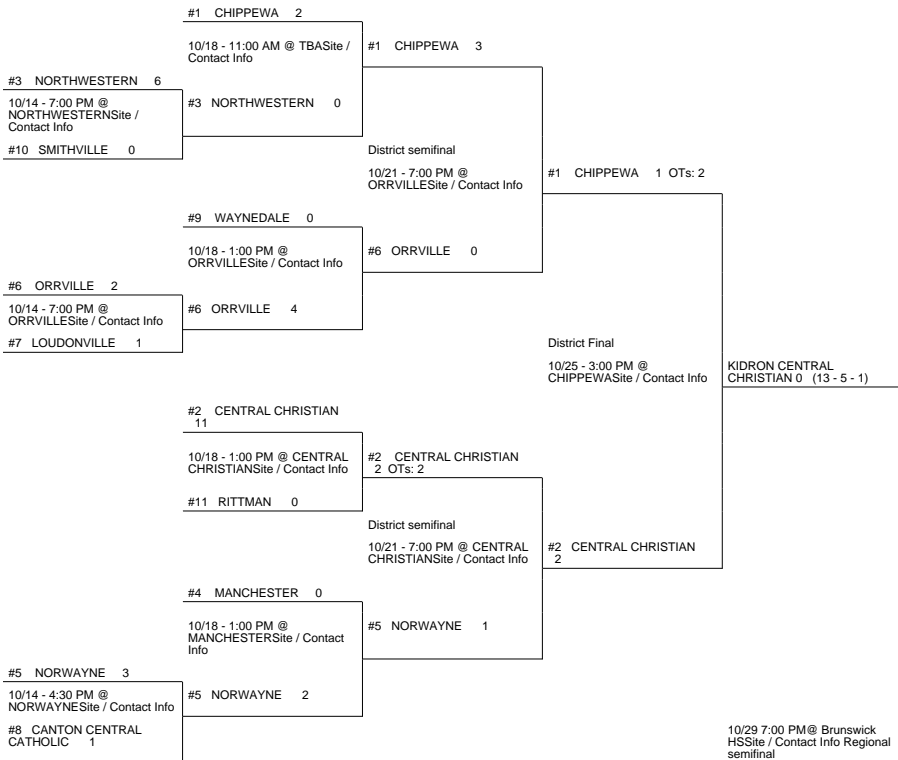 #1 CHIPPEWA 2
10/18 - 11:00 AM @ TBASite /
Contact Info
#1 CHIPPEWA 3
#3 NORTHWESTERN 6
10/14 - 7:00 PM @
NORTHWESTERNSite /
Contact Info
#3 NORTHWESTERN 0
#10 SMITHVILLE 0
District semifinal
10/21 - 7:00 PM @
ORRVILLESite / Contact Info
#1 CHIPPEWA 1 OTs: 2
#9 WAYNEDALE 0
10/18 - 1:00 PM @
ORRVILLESite / Contact Info
#6 ORRVILLE 0
#6 ORRVILLE 2
10/14 - 7:00 PM @
ORRVILLESite / Contact Info
#6 ORRVILLE 4
#7 LOUDONVILLE 1
District Final
10/25 - 3:00 PM @
CHIPPEWASite / Contact Info
KIDRON CENTRAL
CHRISTIAN 0 (13 - 5 - 1)
#2 CENTRAL CHRISTIAN
11
10/18 - 1:00 PM @ CENTRAL
CHRISTIANSite / Contact Info
#2 CENTRAL CHRISTIAN
2 OTs: 2
#11 RITTMAN 0
District semifinal
10/21 - 7:00 PM @ CENTRAL
CHRISTIANSite / Contact Info
#2 CENTRAL CHRISTIAN
2
#4 MANCHESTER 0
10/18 - 1:00 PM @
MANCHESTERSite / Contact
Info
#5 NORWAYNE 1
#5 NORWAYNE 3
10/14 - 4:30 PM @
NORWAYNESite / Contact Info
#5 NORWAYNE 2
#8 CANTON CENTRAL
CATHOLIC 1
10/29 7:00 PM@ Brunswick
HSSite / Contact Info Regional
semifinal